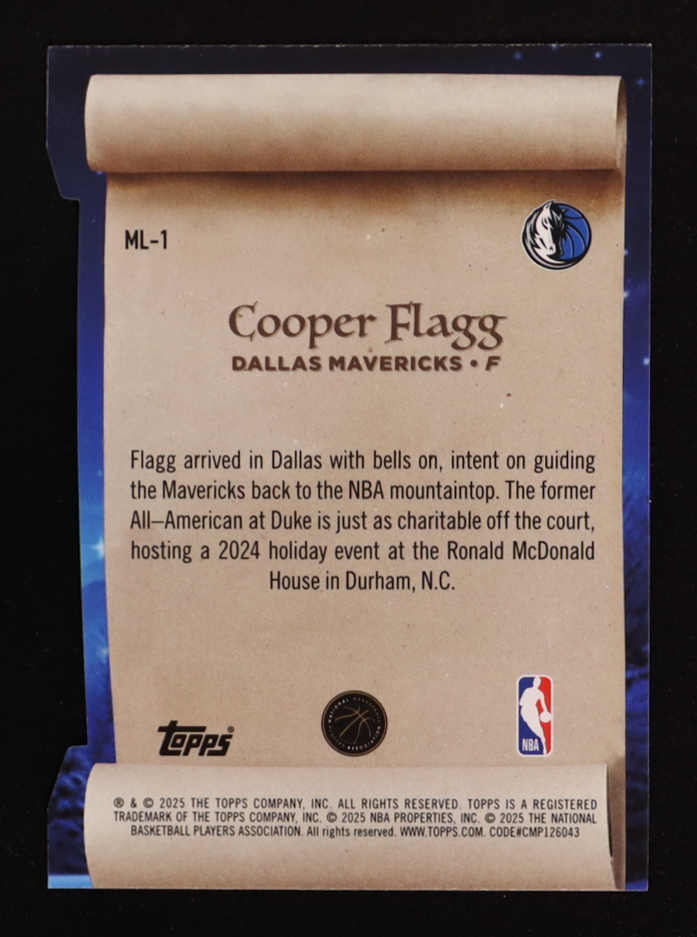 ML-1
Cooper Flagg
DALLAS MAVERICKS • F
Flagg arrived in Dallas with bells on, intent on guiding
the Mavericks back to the NBA mountaintop. The former
All–American at Duke is just as charitable off the court,
hosting a 2024 holiday event at the Ronald McDonald
House in Durham, N.C.
topps®
NATIONAL BASKETBALL
PLAYERS ASSOCIATION
NBA
® & © 2025 THE TOPPS COMPANY, INC. ALL RIGHTS RESERVED. TOPPS IS A REGISTERED
TRADEMARK OF THE TOPPS COMPANY, INC. © 2025 NBA PROPERTIES, INC. © 2025 THE NATIONAL
BASKETBALL PLAYERS ASSOCIATION. All rights reserved. WWW.TOPPS.COM. CODE#CMP126043